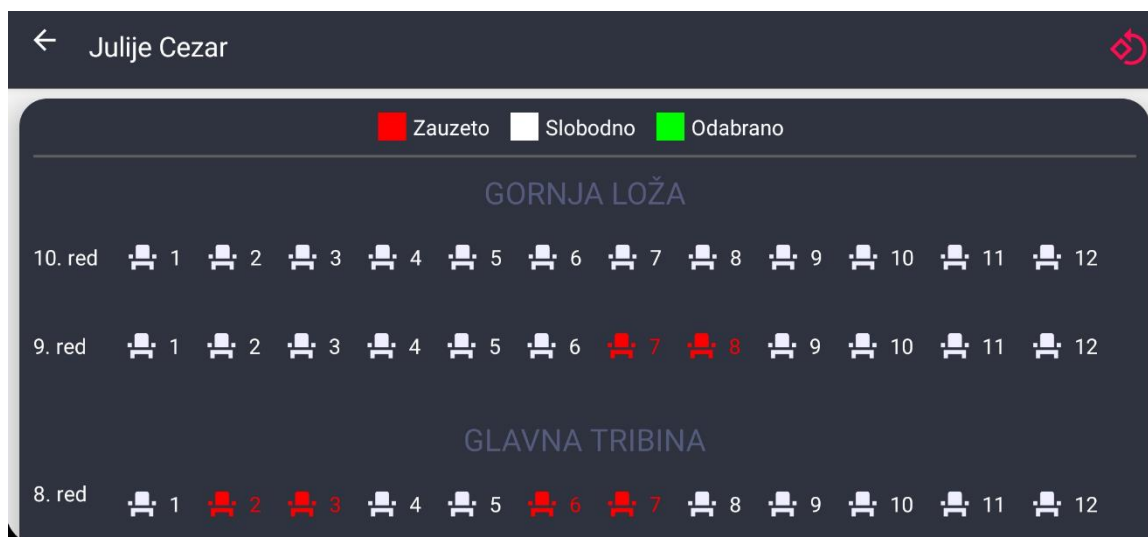 Julije Cezar
Zauzeto Slobodno Odabrano
GORNJA LOŽA
10. red 1 2 3 4 5 6 7 8 9 10 11 12
9. red 1 2 3 4 5 6 7 8 9 10 11 12
GLAVNA TRIBINA
8. red 1 2 3 4 5 6 7 8 9 10 11 12